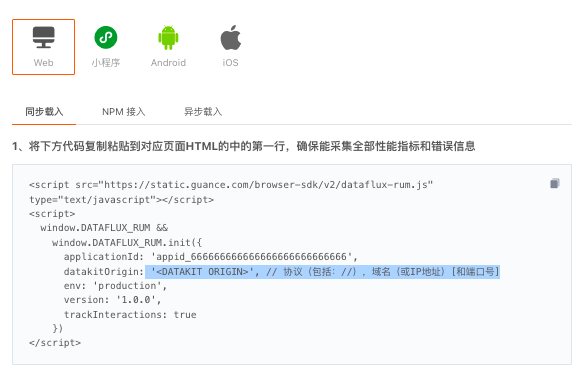 Web
小程序
Android
iOS
同步载入
NPM 接入
异步载入
1、将下方代码复制粘贴到对应页面HTML的中的第一行，确保能采集全部性能指标和错误信息
<script src="https://static.guance.com/browser-sdk/v2/dataflux-rum.js"
type="text/javascript"></script>
<script>
window.DATAFLUX_RUM &&
window.DATAFLUX_RUM.init({
applicationId: 'appid_66666666666666666666666666',
datakitOrigin: '<DATAKIT ORIGIN>', // 协议（包括：//），域名（或IP地址）[和端口号]
env: 'production',
version: '1.0.0',
trackInteractions: true
})
</script>